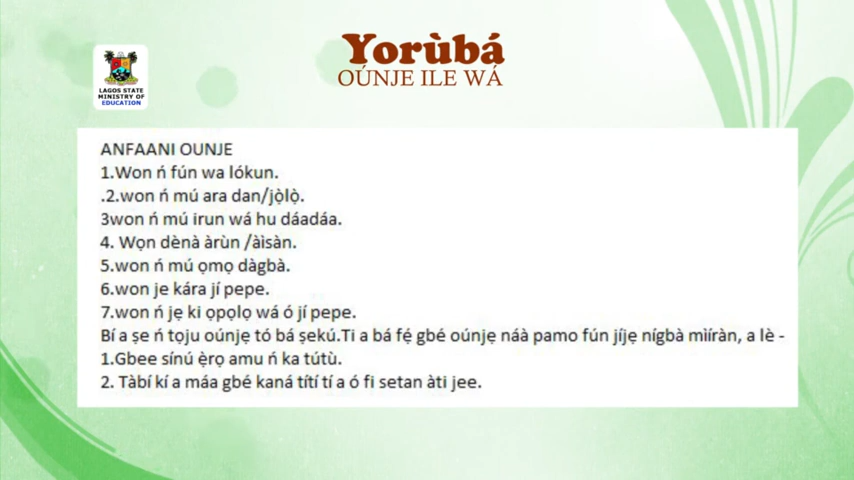 Yorùbá
OÚNJE ILE WÁ
LAGOS STATE
MINISTRY OF
EDUCATION
ANFAANI OUNJE
1.Won ń fún wa lókun.
.2.won ń mú ara dan/jọ̀lọ̀.
3won ń mú irun wá hu dáadáa.
4. Wọn dènà àrùn /àìsàn.
5.won ń mú ọmọ dàgbà.
6.won je kára jí pepe.
7.won ń jẹ ki ọpọlọ wá ó jí pepe.
Bí a ṣe ń tọju oúnjẹ tó bá ṣekú.Ti a bá fẹ́ gbé oúnjẹ náà pamo fún jíjẹ nígbà mìíràn, a lè -
1.Gbee sínú ẹ̀rọ amu ń ka tútù.
2. Tàbí kí a máa gbé kaná títí tí a ó fi setan àti jee.